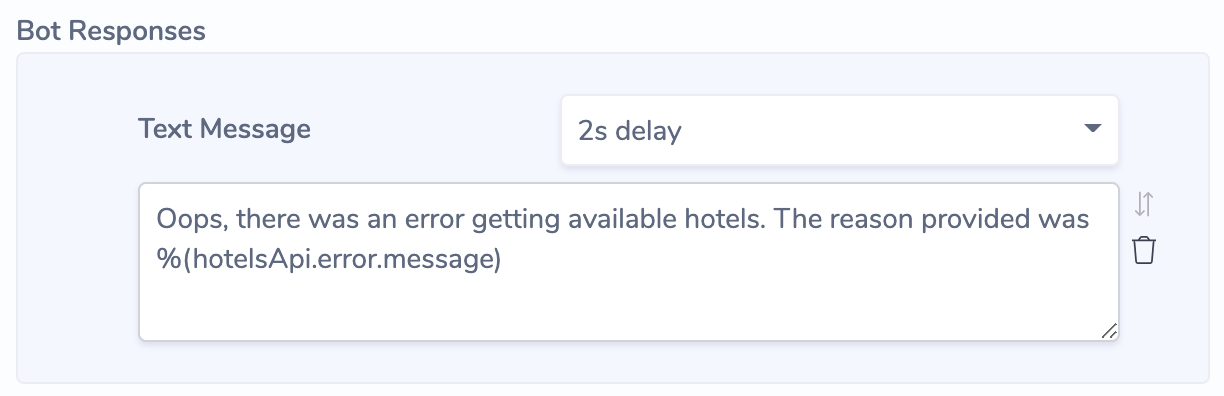 Bot Responses
Text Message
2s delay
Oops, there was an error getting available hotels. The reason provided was
%(hotelsApi.error.message)